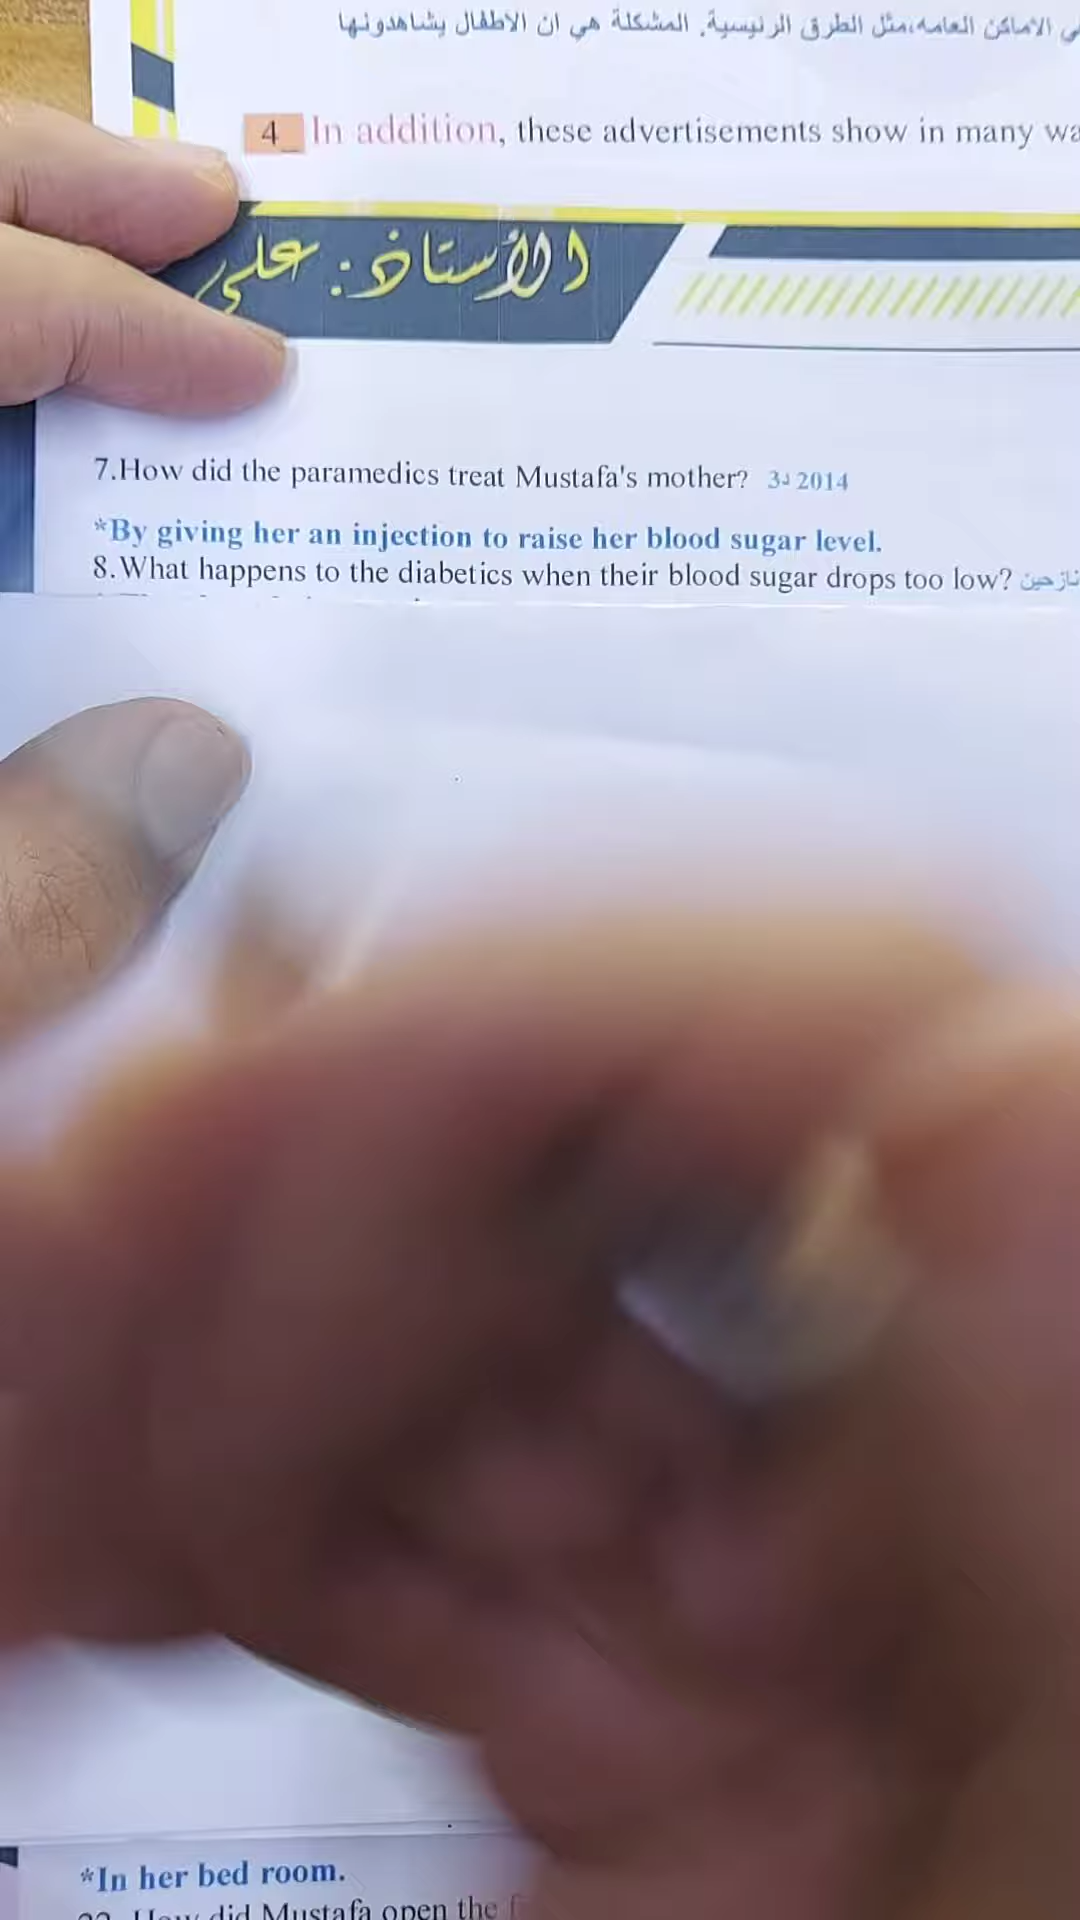 الاماكن العامه،مثل الطرق الرئيسية. المشكلة هي ان الاطفال يشاهدونها
4_ In addition, these advertisements show in many
الأستاذ: علي
7.How did the paramedics treat Mustafa's mother? 2014 د3
*By giving her an injection to raise her blood sugar level.
8.What happens to the diabetics when their blood sugar drops too low? نازحين
*In her bed room.
did Mustafa open the